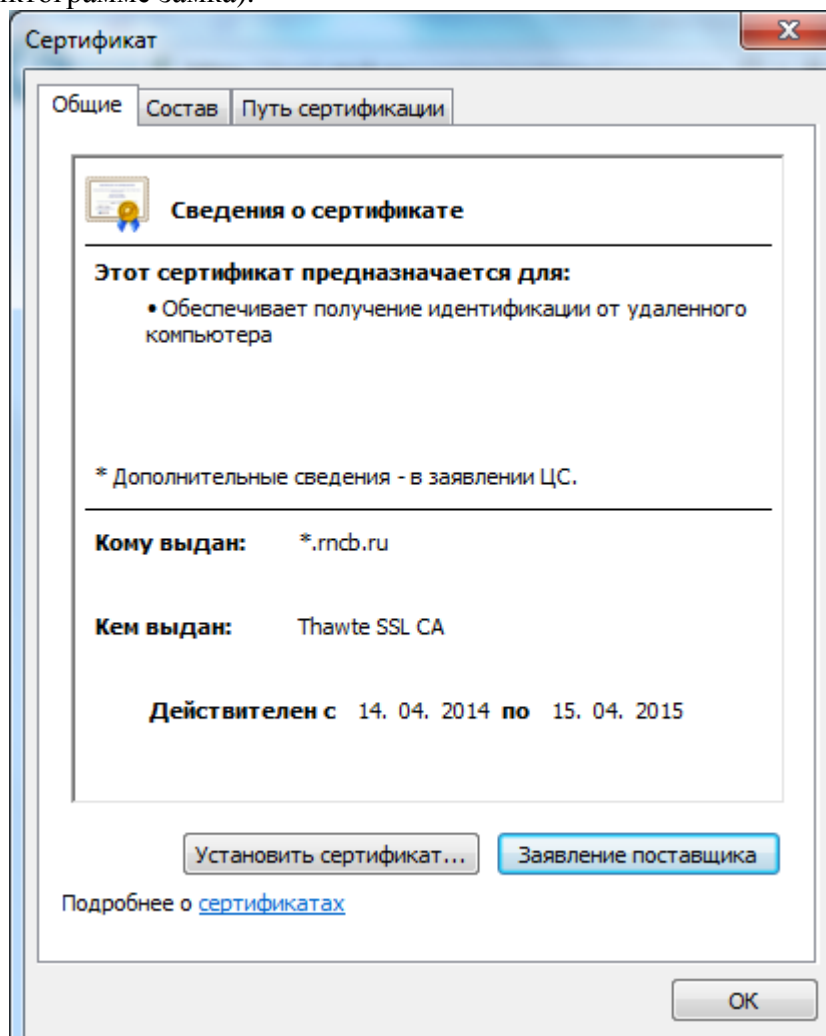 замка).
Сертификат
Общие Состав Путь сертификации
Сведения о сертификате
Этот сертификат предназначается для:
• Обеспечивает получение идентификации от удаленного
компьютера
* Дополнительные сведения - в заявлении ЦС.
Кому выдан: *.rncb.ru
Кем выдан: Thawte SSL CA
Действителен с 14. 04. 2014 по 15. 04. 2015
Установить сертификат... Заявление поставщика
Подробнее о сертификатах
ОК